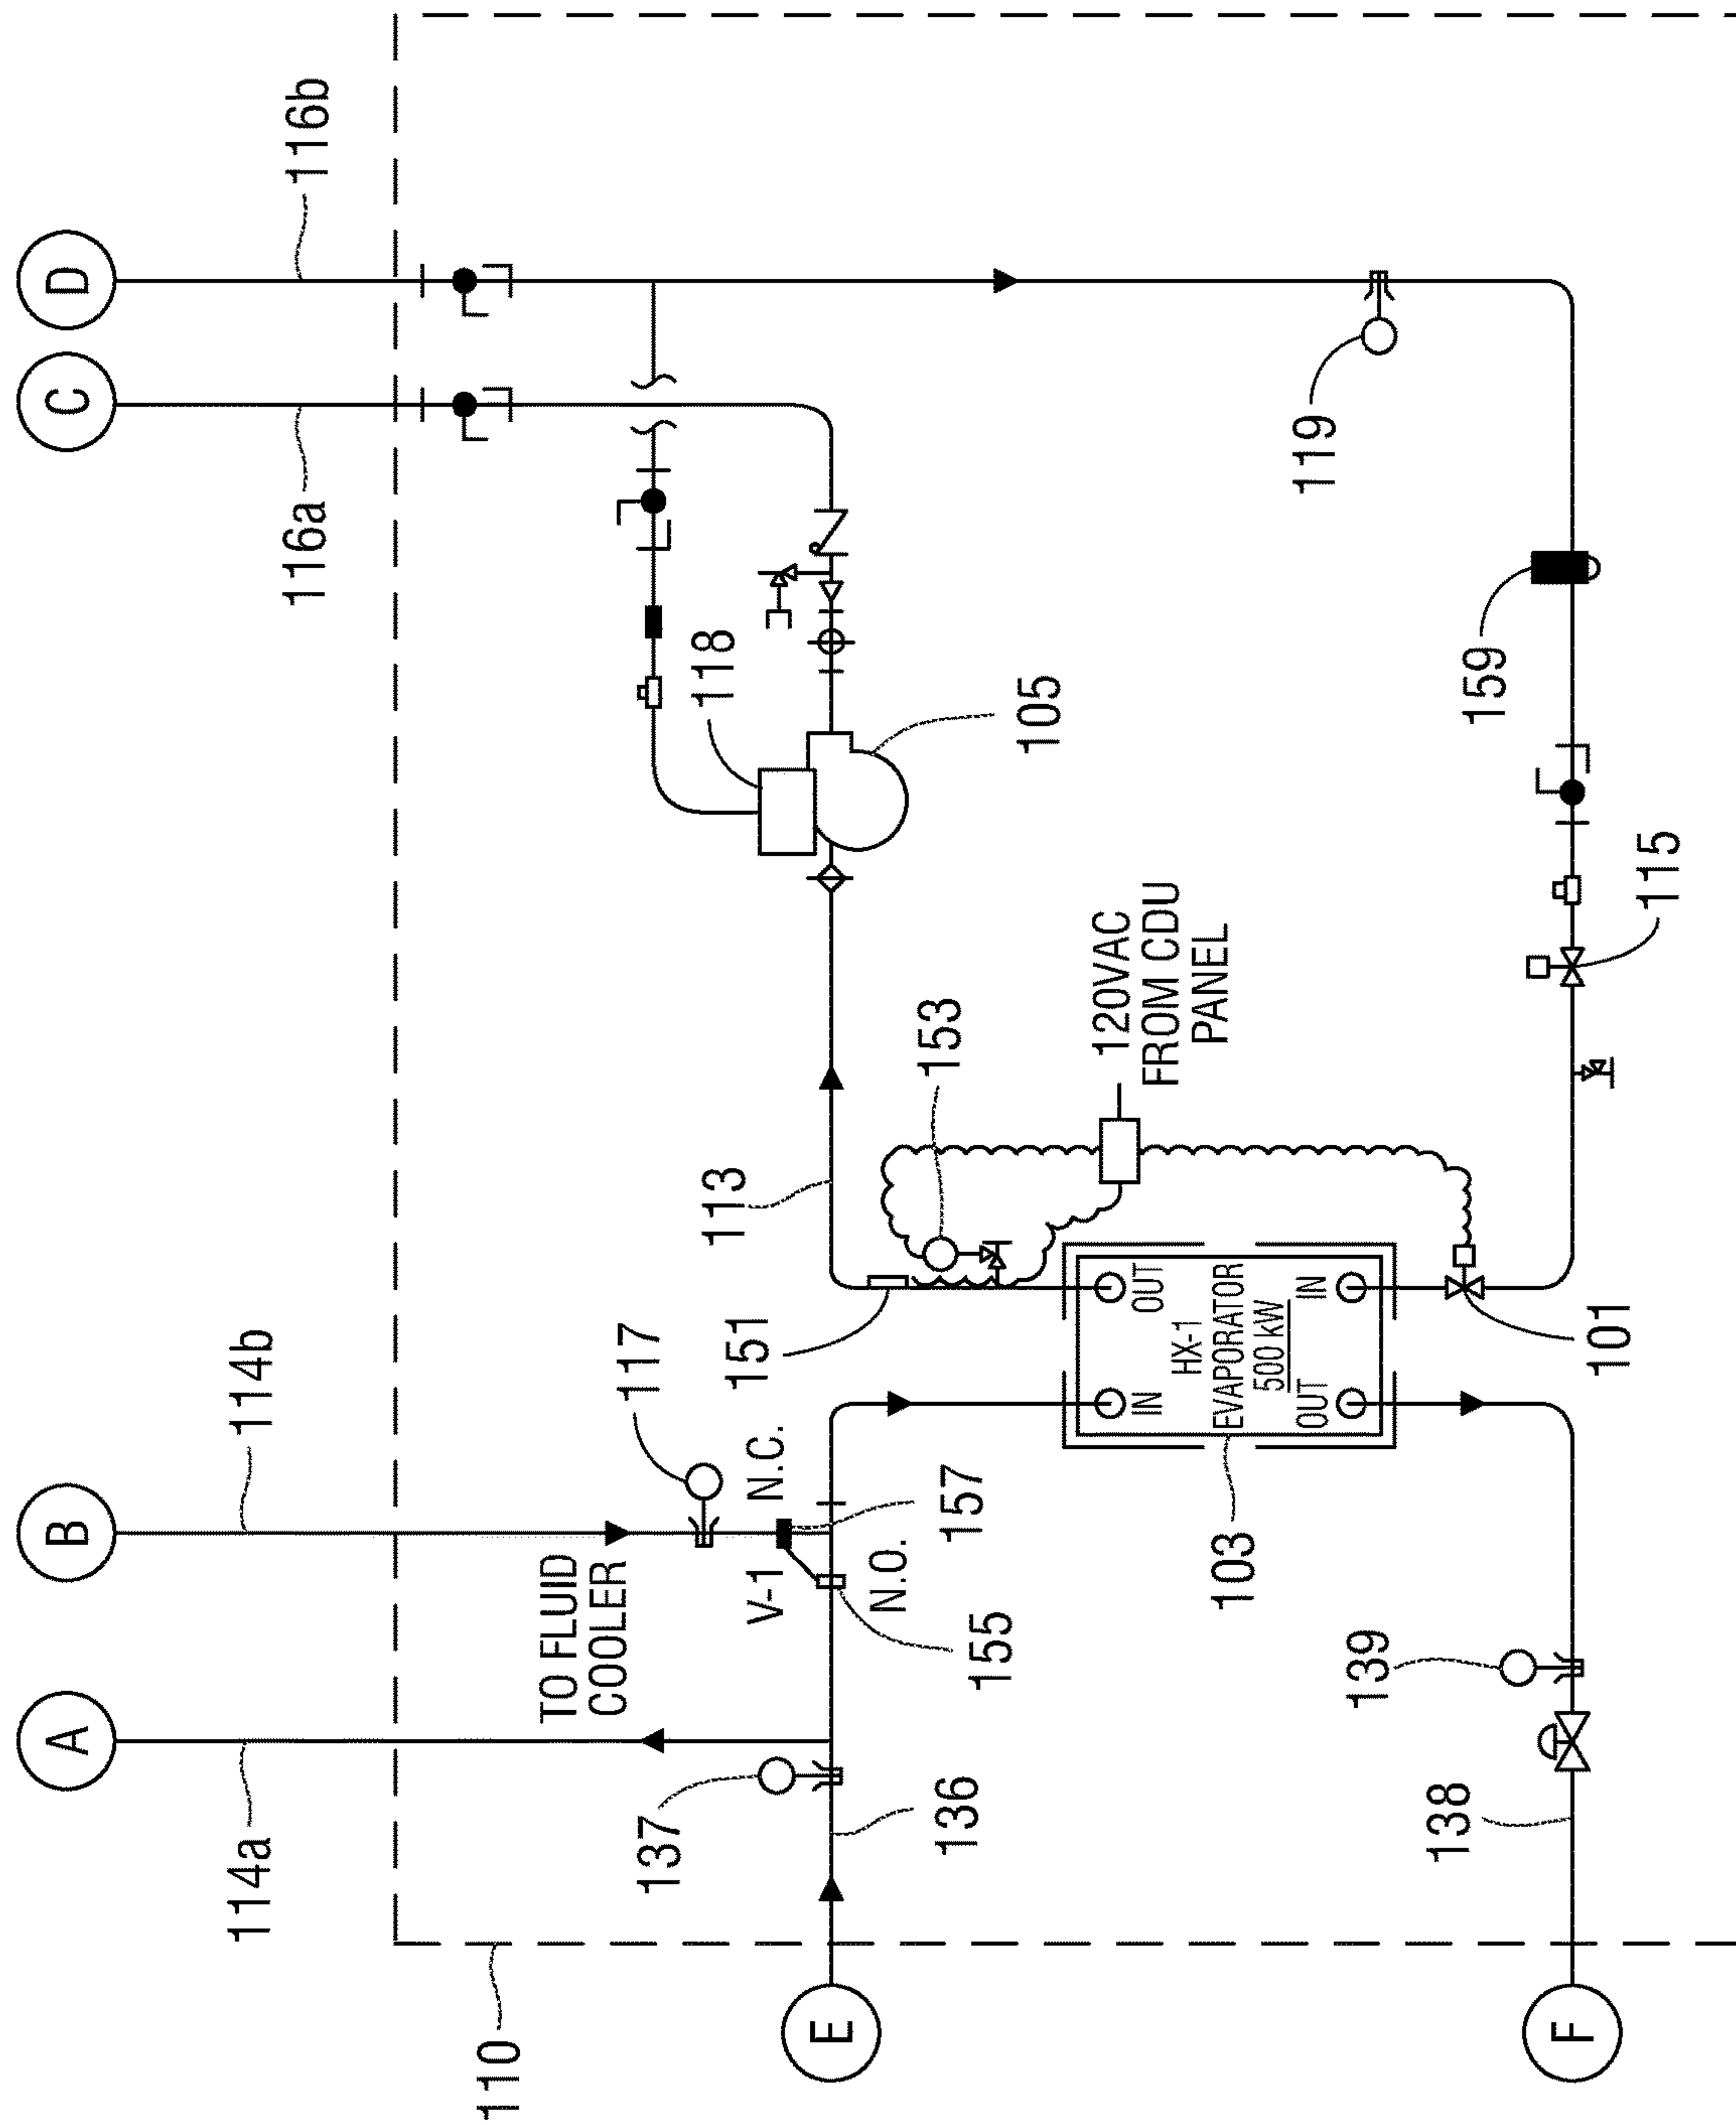 A
B
C
D
114a
114b
116a
116b
110
TO FLUID
COOLER
137
117
V-1
N.C.
136
155
N.O.
157
113
151
153
118
105
119
120VAC
FROM CDU
PANEL
IN
OUT
HX-1
EVAPORATOR
500 kW
OUT
IN
103
101
139
138
115
159
E
F